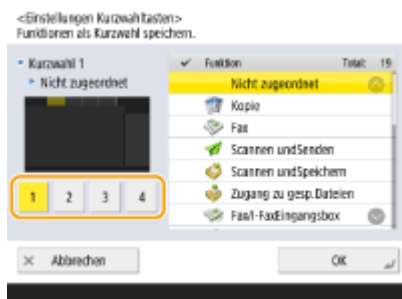 <Einstellungen Kurzwahltasten>
Funktionen als Kurzwahl speichern.
Kurzwahl 1
Nicht zugeordnet
✓ Funktion Total: 19
Nicht zugeordnet
Kopie
Fax
Scannen undSenden
Scannen undSpeichern
Zugang zu gesp.Dateien
Fax/I-FaxEingangsbox
1 2 3 4
× Abbrechen
OK